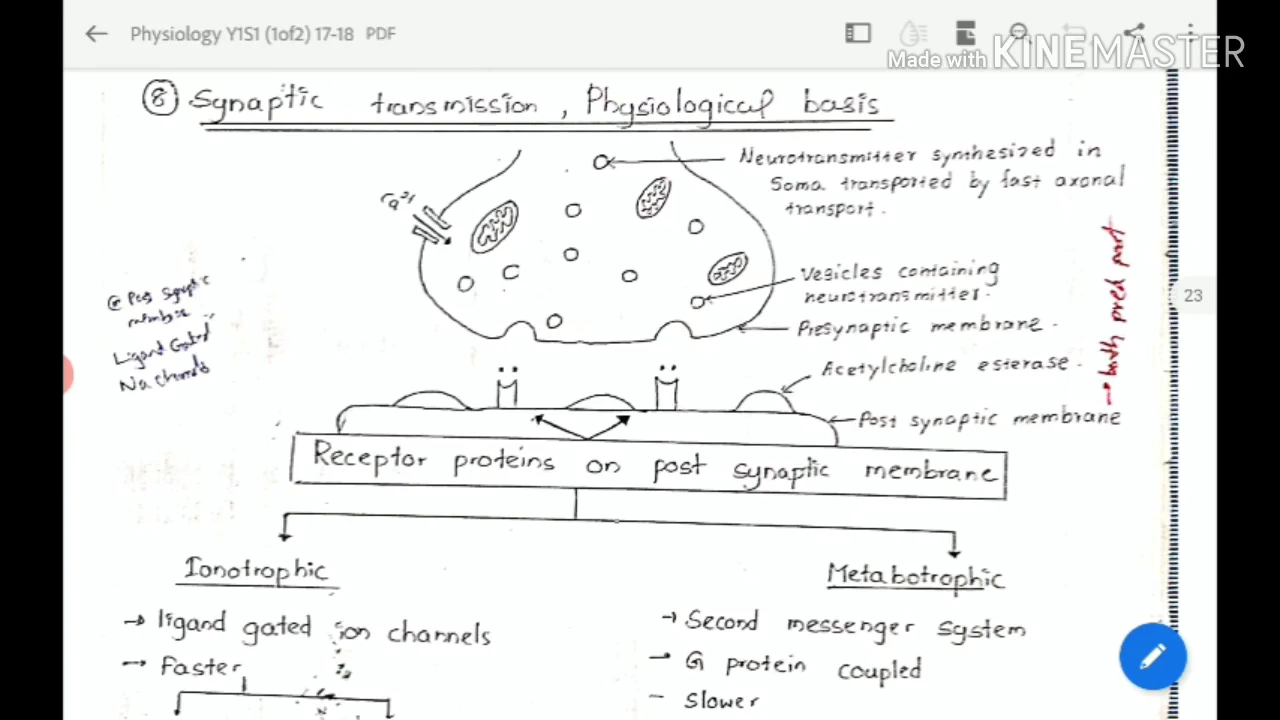 Physiology Y1S1 (1of2) 17-18 PDF
Made with KINEMASTER
8 Synaptic transmission, Physiological basis
Neurotransmitter synthesized in
Soma transported by fast axonal
transport.
Ca2+
Vesicles containing
neurotransmitter.
Presynaptic membrane.
Acetylcholine esterase.
Post synaptic membrane
@ Pos Synaptic
membrane
Ligand Gated
Na channels
→ both pred part
23
Receptor proteins on post synaptic membrane
Ionotrophic
→ ligand gated ion channels
→ Faster
Metabotrophic
→ Second messenger system
→ G protein coupled
– Slower